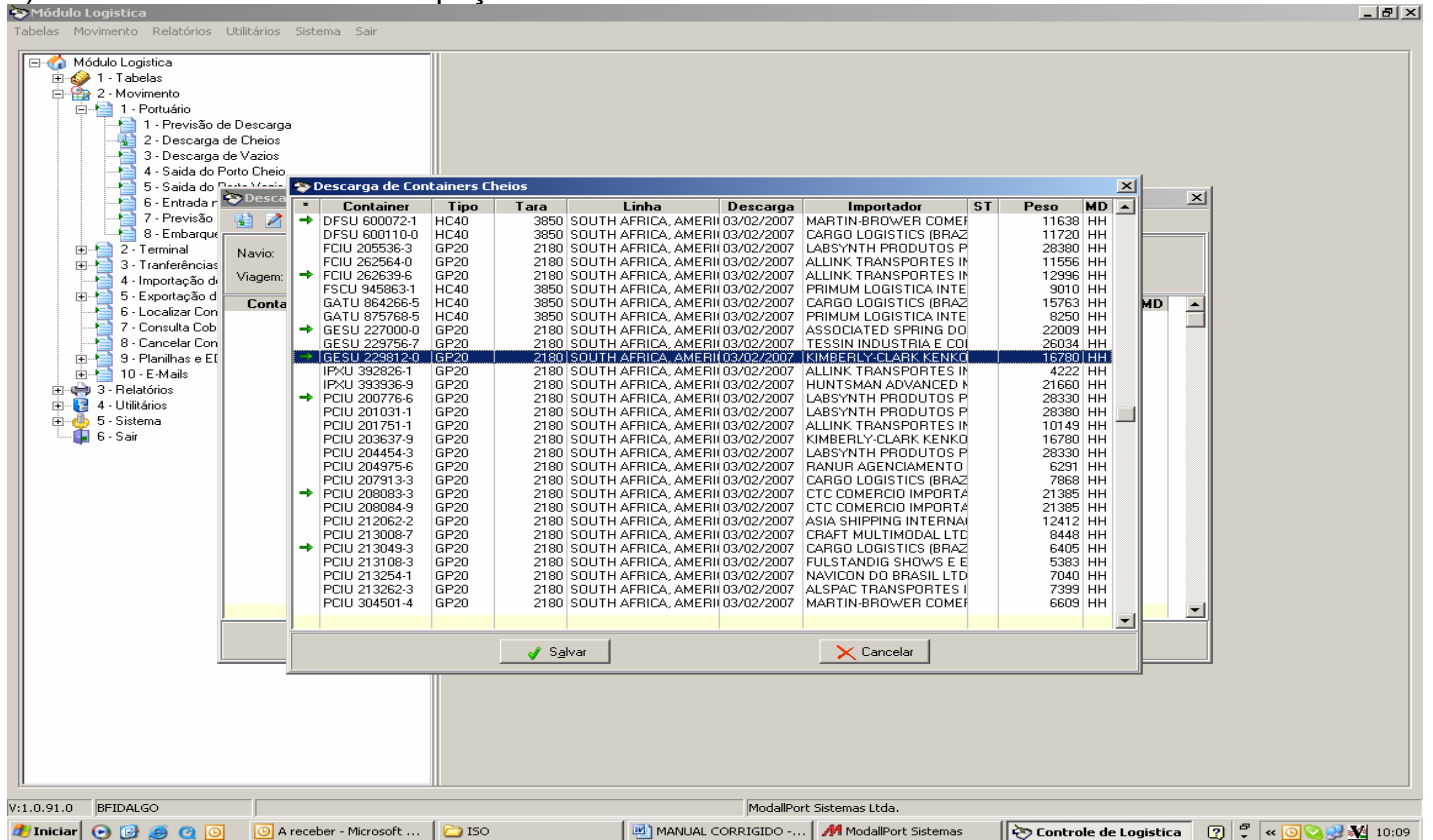 Módulo Logistica
Tabelas Movimento Relatórios Utilitários Sistema Sair
Módulo Logistica
1 - Tabelas
2 - Movimento
1 - Portuário
1 - Previsão de Descarga
2 - Descarga de Cheios
3 - Descarga de Vazios
4 - Saida do Porto Cheio
5 - Saida do
6 - Entrada
7 - Previsão
8 - Embarque
2 - Terminal
3 - Tranferências
4 - Importação
5 - Exportação
6 - Localizar
7 - Consulta
8 - Cancelar
9 - Planilhas e
10 - E-Mails
3 - Relatórios
4 - Utilitários
5 - Sistema
6 - Sair
Navio:
Viagem:
MD
Descarga de Containers Cheios
* Container Tipo Tara Linha Descarga Importador ST Peso MD
DFSU 600072-1 HC40 3850 SOUTH AFRICA, AMERI 03/02/2007 MARTIN-BROWER COMER 11638 HH
DFSU 600110-0 HC40 3850 SOUTH AFRICA, AMERI 03/02/2007 CARGO LOGISTICS (BRAZ 11720 HH
FCIU 205536-3 GP20 2180 SOUTH AFRICA, AMERI 03/02/2007 LABSYNTH PRODUTOS P 28380 HH
FCIU 262564-0 GP20 2180 SOUTH AFRICA, AMERI 03/02/2007 ALLINK TRANSPORTES IN 11556 HH
FCIU 262639-6 GP20 2180 SOUTH AFRICA, AMERI 03/02/2007 ALLINK TRANSPORTES IN 12996 HH
FSCU 945863-1 HC40 3850 SOUTH AFRICA, AMERI 03/02/2007 PRIMUM LOGISTICA INTE 9010 HH
GATU 864266-5 HC40 3850 SOUTH AFRICA, AMERI 03/02/2007 CARGO LOGISTICS (BRAZ 15763 HH
GATU 875768-5 HC40 3850 SOUTH AFRICA, AMERI 03/02/2007 PRIMUM LOGISTICA INTE 8250 HH
GESU 227000-0 GP20 2180 SOUTH AFRICA, AMERI 03/02/2007 ASSOCIATED SPRING DO 22009 HH
GESU 229756-7 GP20 2180 SOUTH AFRICA, AMERI 03/02/2007 TESSIN INDUSTRIA E COI 26034 HH
GESU 229812-0 GP20 2180 SOUTH AFRICA, AMERI 03/02/2007 KIMBERLY-CLARK KENKO 16780 HH
IPXU 392826-1 GP20 2180 SOUTH AFRICA, AMERI 03/02/2007 ALLINK TRANSPORTES IN 4222 HH
IPXU 393936-9 GP20 2180 SOUTH AFRICA, AMERI 03/02/2007 HUNTSMAN ADVANCED 21660 HH
PCIU 200776-6 GP20 2180 SOUTH AFRICA, AMERI 03/02/2007 LABSYNTH PRODUTOS P 28330 HH
PCIU 201031-1 GP20 2180 SOUTH AFRICA, AMERI 03/02/2007 LABSYNTH PRODUTOS P 28380 HH
PCIU 201751-1 GP20 2180 SOUTH AFRICA, AMERI 03/02/2007 ALLINK TRANSPORTES IN 10149 HH
PCIU 203637-9 GP20 2180 SOUTH AFRICA, AMERI 03/02/2007 KIMBERLY-CLARK KENKO 16780 HH
PCIU 204454-3 GP20 2180 SOUTH AFRICA, AMERI 03/02/2007 LABSYNTH PRODUTOS P 28330 HH
PCIU 204975-6 GP20 2180 SOUTH AFRICA, AMERI 03/02/2007 RANUR AGENCIAMENTO 6291 HH
PCIU 207913-3 GP20 2180 SOUTH AFRICA, AMERI 03/02/2007 CARGO LOGISTICS (BRAZ 7868 HH
PCIU 208083-3 GP20 2180 SOUTH AFRICA, AMERI 03/02/2007 CTC COMERCIO IMPORTA 21385 HH
PCIU 208084-9 GP20 2180 SOUTH AFRICA, AMERI 03/02/2007 CTC COMERCIO IMPORTA 21385 HH
PCIU 212062-2 GP20 2180 SOUTH AFRICA, AMERI 03/02/2007 ASIA SHIPPING INTERNA 12412 HH
PCIU 213008-7 GP20 2180 SOUTH AFRICA, AMERI 03/02/2007 CRAFT MULTIMODAL LTD 8448 HH
PCIU 213049-3 GP20 2180 SOUTH AFRICA, AMERI 03/02/2007 CARGO LOGISTICS (BRAZ 6405 HH
PCIU 213108-3 GP20 2180 SOUTH AFRICA, AMERI 03/02/2007 FULSTANDIG SHOWS E E 5383 HH
PCIU 213254-1 GP20 2180 SOUTH AFRICA, AMERI 03/02/2007 NAVICON DO BRASIL LTD 7040 HH
PCIU 213262-3 GP20 2180 SOUTH AFRICA, AMERI 03/02/2007 ALSPAC TRANSPORTES I 7399 HH
PCIU 304501-4 GP20 2180 SOUTH AFRICA, AMERI 03/02/2007 MARTIN-BROWER COMER 6609 HH
Salvar Cancelar
V:1.0.91.0 BFIDALGO ModallPort Sistemas Ltda.
Iniciar A receber - Microsoft ... ISO MANUAL CORRIGIDO -... ModallPort Sistemas Controle de Logistica 10:09